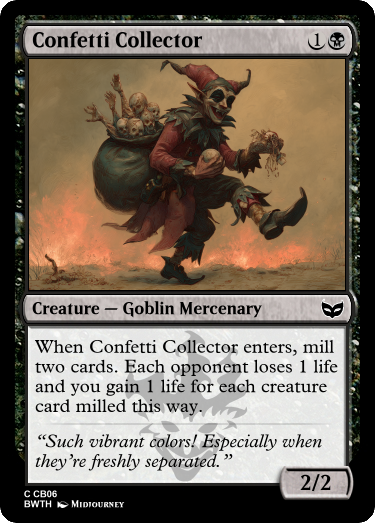 Confetti Collector 1
Creature — Goblin Mercenary
When Confetti Collector enters, mill
two cards. Each opponent loses 1 life
and you gain 1 life for each creature
card milled this way.
“Such vibrant colors! Especially when
they’re freshly separated.”
2/2
C CB06
BWTH Midjourney